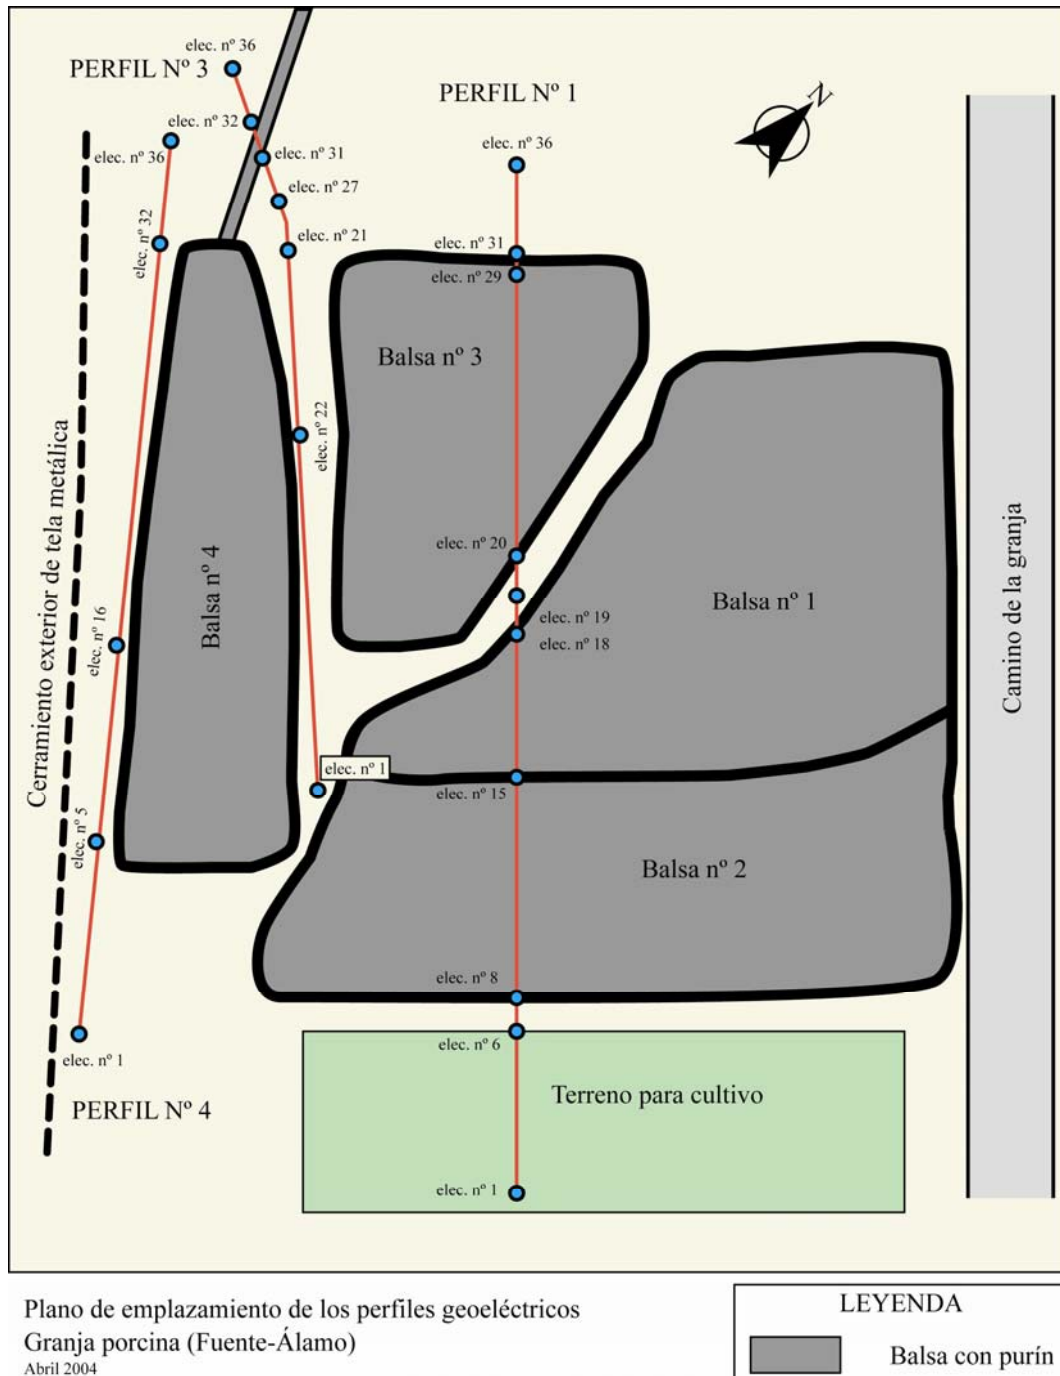 elec. nº 36
PERFIL Nº 3
PERFIL Nº 1
N
elec. nº 32
elec. nº 36
elec. nº 31
elec. nº 36
elec. nº 27
elec. nº 32
elec. nº 21
elec. nº 31
elec. nº 29
Balsa nº 3
elec. nº 22
Cerramiento exterior de tela metálica
elec. nº 20
Balsa nº 4
Balsa nº 1
Camino de la granja
elec. nº 19
elec. nº 18
elec. nº 16
elec. nº 1
elec. nº 15
elec. nº 5
Balsa nº 2
elec. nº 8
elec. nº 6
elec. nº 1
Terreno para cultivo
PERFIL Nº 4
elec. nº 1
Plano de emplazamiento de los perfiles geoeléctricos
Granja porcina (Fuente-Álamo)
Abril 2004
LEYENDA
Balsa con purín